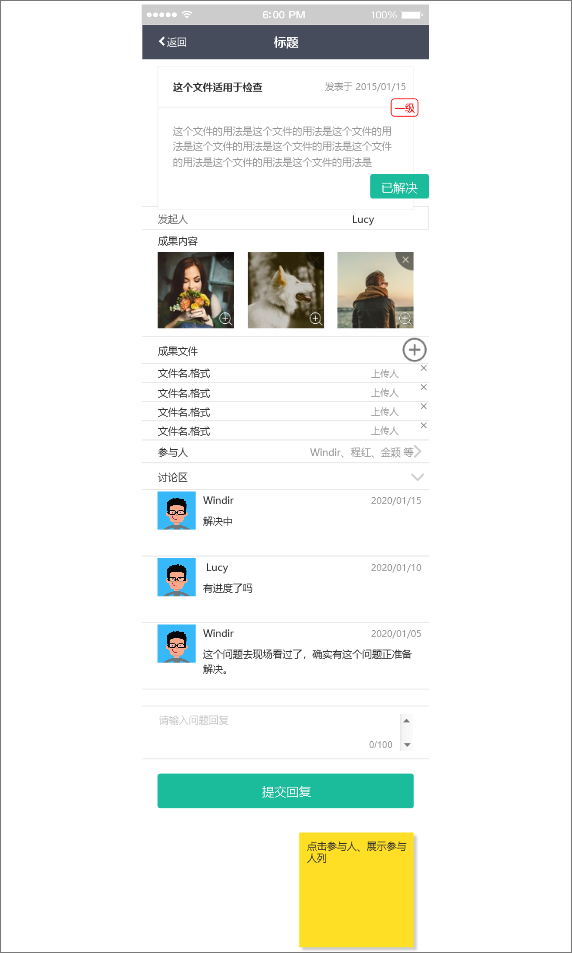 6:00 PM 100%
返回 标题
这个文件适用于检查 发表于 2015/01/15
一级
这个文件的用法是这个文件的用法是这个文件的用
法是这个文件的用法是这个文件的用法是这个文件
的用法是这个文件的用法是这个文件的用法是
已解决
发起人 Lucy
成果内容
成果文件
文件名.格式 上传人
文件名.格式 上传人
文件名.格式 上传人
文件名.格式 上传人
参与人 Windir、程红、金颖 等
讨论区
Windir 2020/01/15
解决中
Lucy 2020/01/10
有进度了吗
Windir 2020/01/05
这个问题去现场看过了，确实有这个问题正准备
解决。
请输入问题回复
0/100
提交回复
点击参与人、展示参与
人列